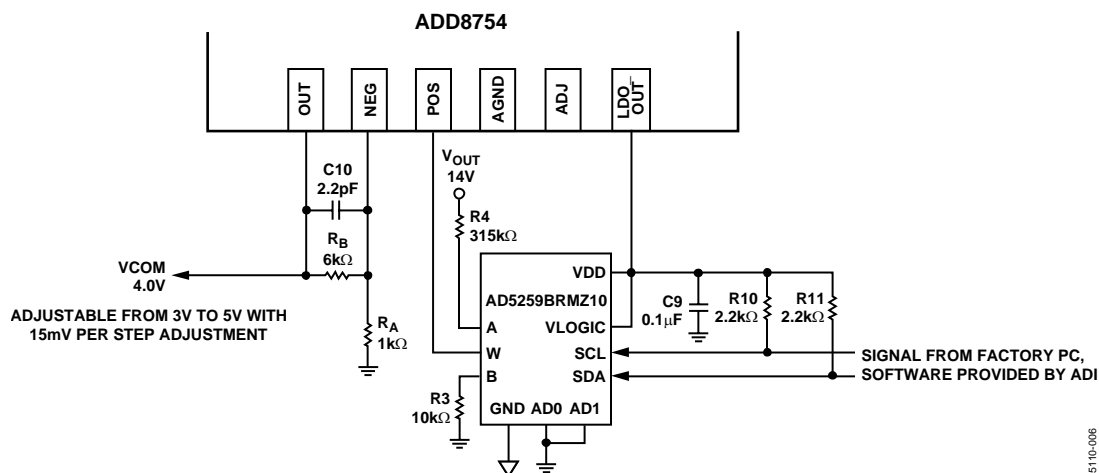 ADD8754
OUT
NEG
POS
AGND
ADJ
LDO_
OUT
C10
2.2pF
VOUT
14V
R4
315kΩ
RB
6kΩ
VCOM
4.0V
ADJUSTABLE FROM 3V TO 5V WITH
15mV PER STEP ADJUSTMENT
RA
1kΩ
VDD
AD5259BRMZ10
A
VLOGIC
W
SCL
B
SDA
GND AD0 AD1
R3
10kΩ
C9
0.1µF
R10
2.2kΩ
R11
2.2kΩ
SIGNAL FROM FACTORY PC,
SOFTWARE PROVIDED BY ADI
5110-006